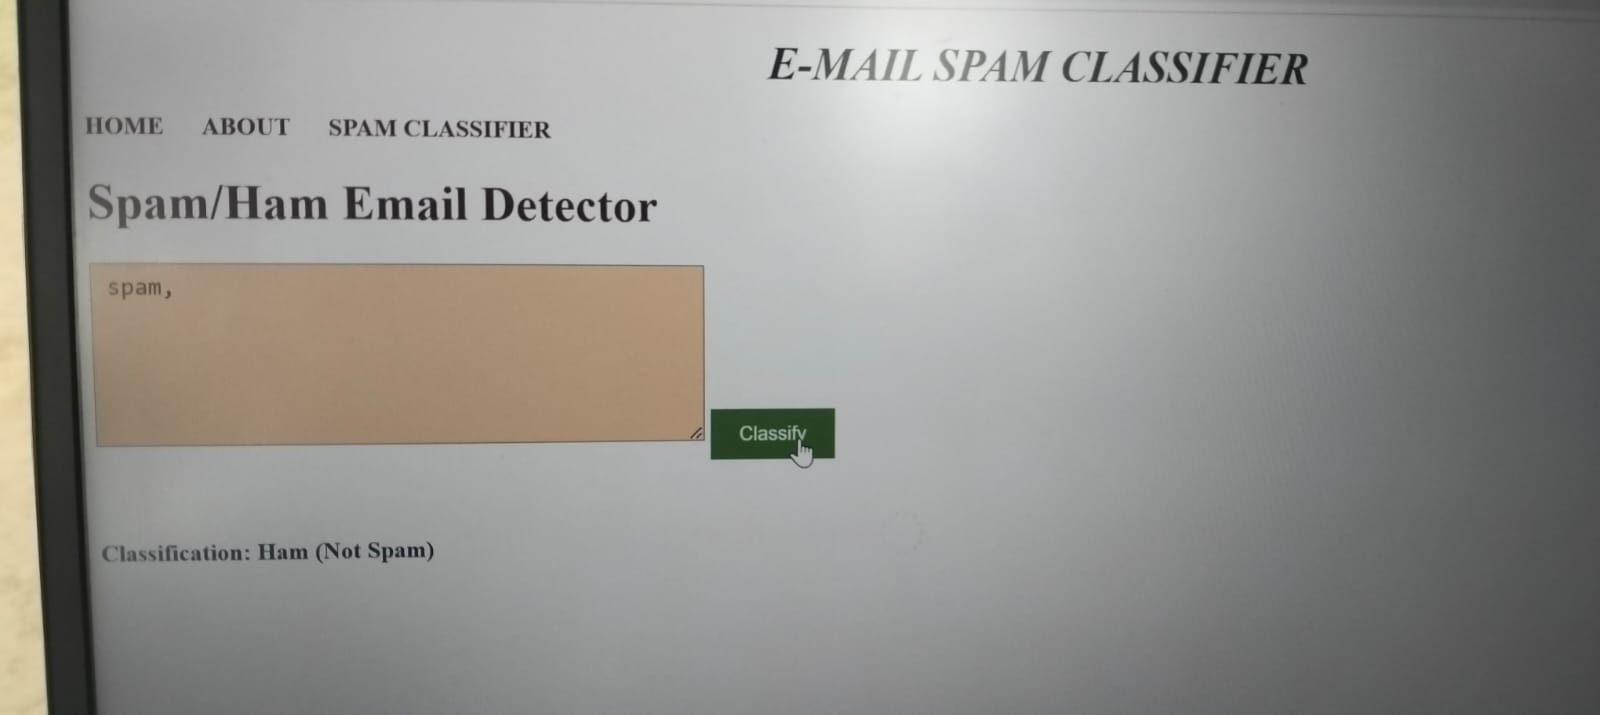 E-MAIL SPAM CLASSIFIER
HOME ABOUT SPAM CLASSIFIER
Spam/Ham Email Detector
spam,
Classify
Classification: Ham (Not Spam)